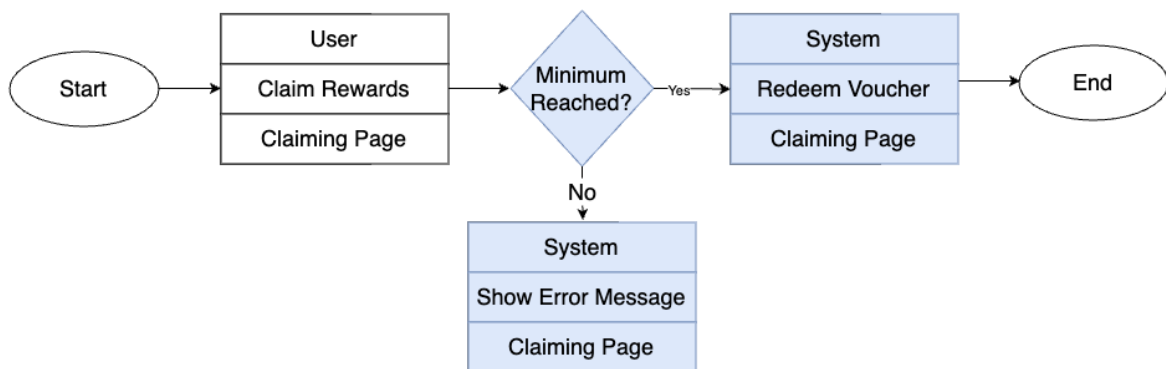 Start
User
Claim Rewards
Claiming Page
Minimum
Reached?
Yes
System
Redeem Voucher
Claiming Page
End
No
System
Show Error Message
Claiming Page